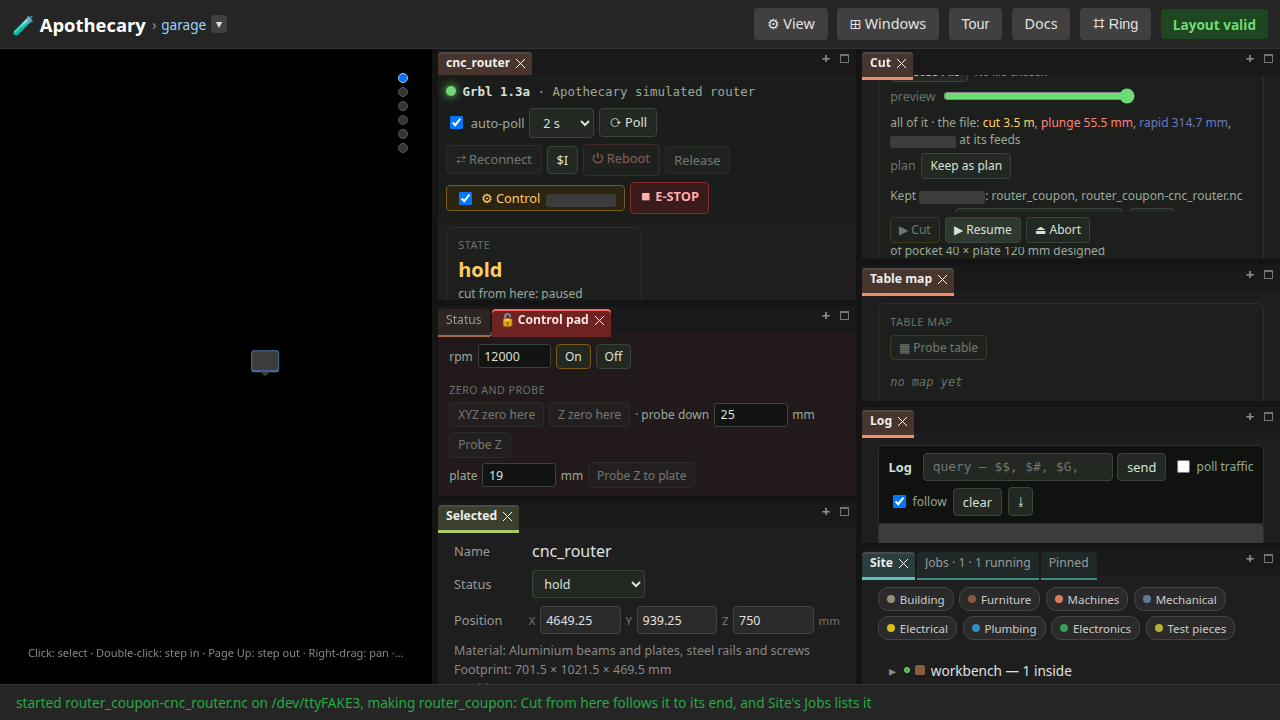 🧪 Apothecary › garage ▾
⚙ View
⊞ Windows
Tour
Docs
⌗ Ring
Layout valid
cnc_router
Grbl 1.3a · Apothecary simulated router
auto-poll 2 s ⟳ Poll
⇄ Reconnect $I ⏻ Reboot Release
⚙ Control ■ E-STOP
STATE
hold
cut from here: paused
Status 🔓 Control pad
rpm 12000 On Off
ZERO AND PROBE
XYZ zero here Z zero here · probe down 25 mm
Probe Z
plate 19 mm Probe Z to plate
Selected
Name cnc_router
Status hold
Position X 4649.25 Y 939.25 Z 750 mm
Material: Aluminium beams and plates, steel rails and screws
Footprint: 701.5 × 1021.5 × 469.5 mm
Click: select · Double-click: step in · Page Up: step out · Right-drag: pan ·…
Cut
preview
all of it · the file: cut 3.5 m, plunge 55.5 mm, rapid 314.7 mm,
at its feeds
plan Keep as plan
Kept : router_coupon, router_coupon-cnc_router.nc
▶ Cut ▶ Resume ⏏ Abort
of pocket 40 × plate 120 mm designed
Table map
TABLE MAP
▦ Probe table
no map yet
Log
Log query — $$, $#, $G, send poll traffic
follow clear ⭳
Site Jobs · 1 · 1 running Pinned
Building Furniture Machines Mechanical
Electrical Plumbing Electronics Test pieces
▸ workbench — 1 inside
started router_coupon-cnc_router.nc on /dev/ttyFAKE3, making router_coupon: Cut from here follows it to its end, and Site's Jobs lists it